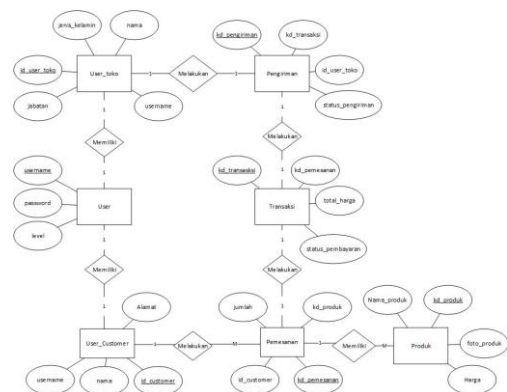 jenis_kelamin
nama
kd_pengiriman
kd_transaksi
id_user_toko
User_toko
1
Melakukan
1
Pengiriman
id_user_toko
jabatan
username
status_pengiriman
1
1
Memiliki
Melakukan
1
1
username
kd_transaksi
kd_pemesanan
password
User
Transaksi
total_harga
level
status_pembayaran
1
1
Memiliki
Melakukan
1
1
Alamat
jumlah
kd_produk
Nama_produk
kd_produk
User_Customer
1
Melakukan
M
Pemesanan
1
Memiliki
M
Produk
foto_produk
username
nama
id_customer
id_customer
kd_pemesanan
Harga